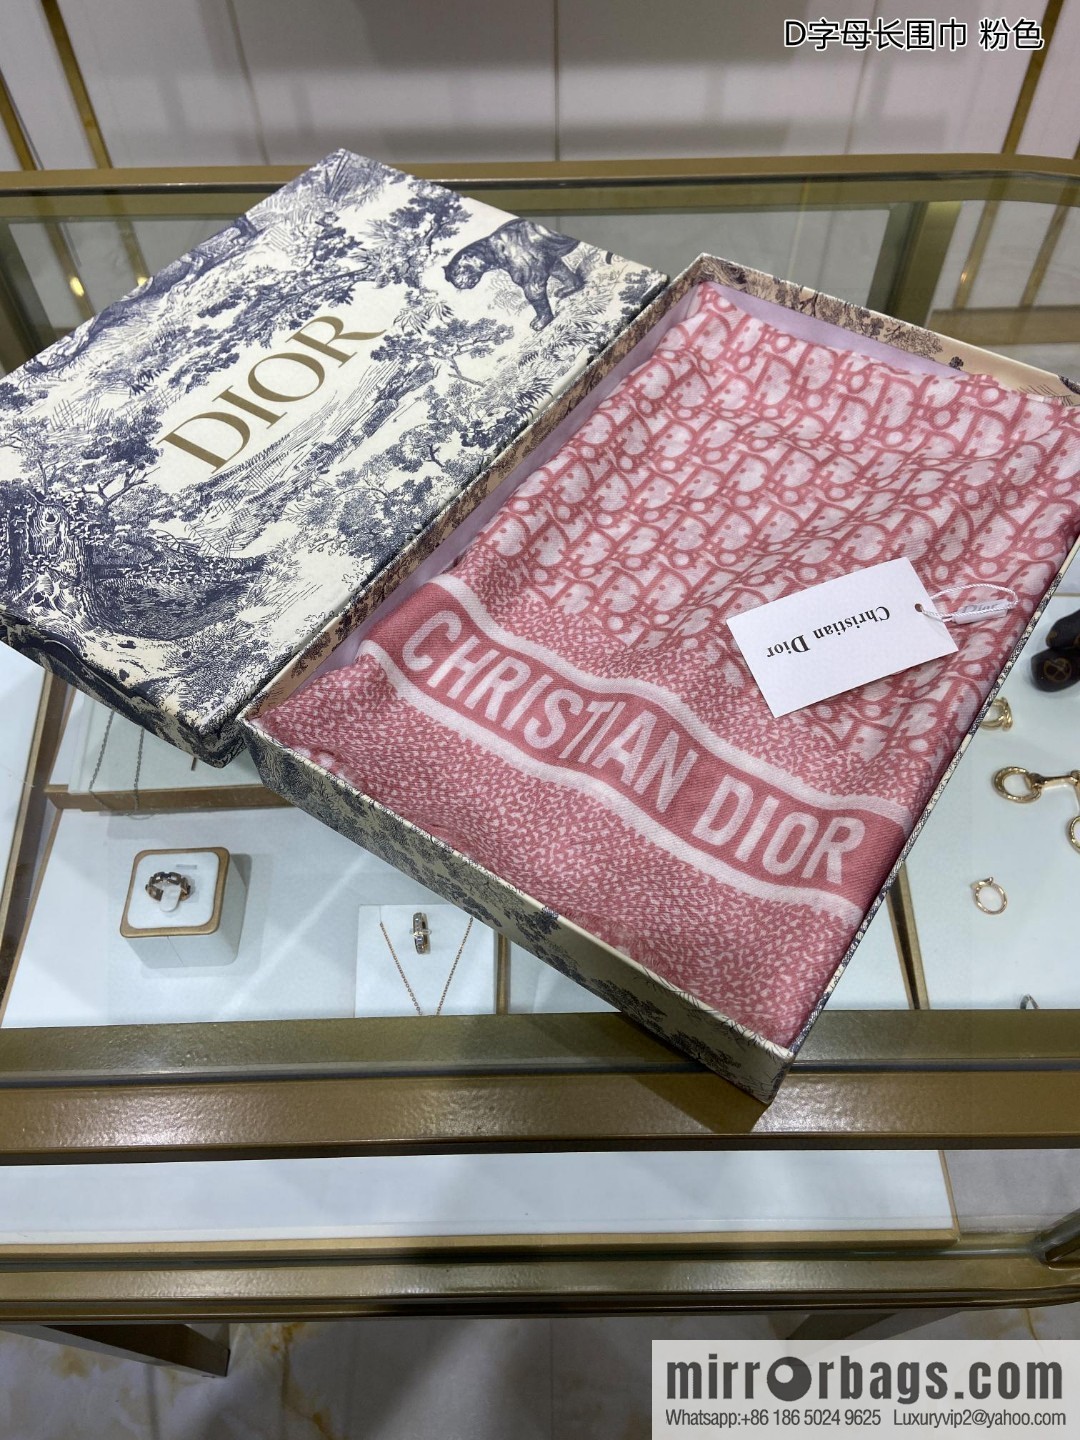 D字母长围巾 粉色
DIOR
Christian Dior
CHRISTIAN DIOR
mirrorbags.com
Whatsapp:+86 186 5024 9625 Luxuryvip2@yahoo.com